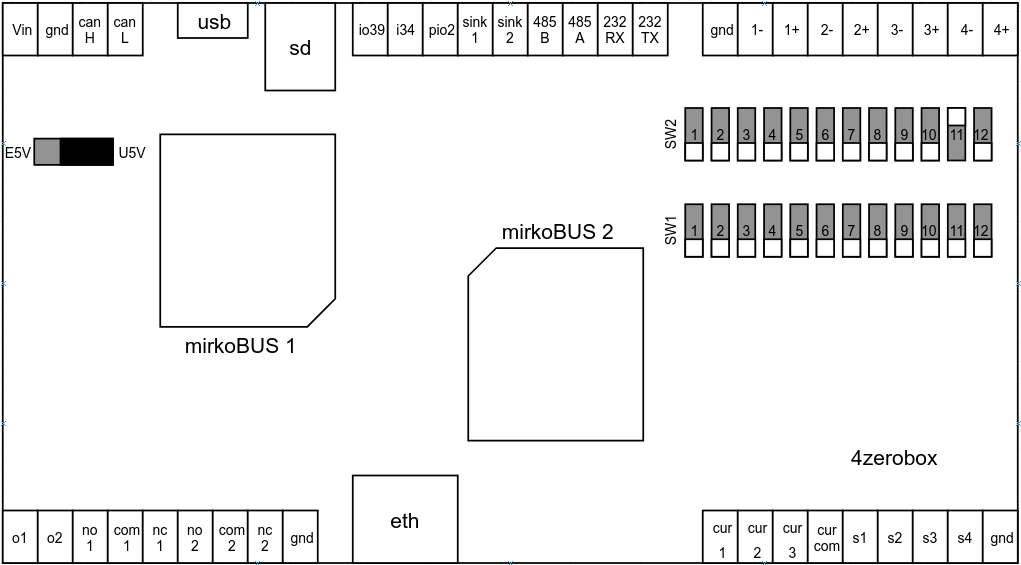 Vin gnd can H can L
usb
sd
io39 i34 pio2 sink 1 sink 2 485 B 485 A 232 RX 232 TX
gnd 1- 1+ 2- 2+ 3- 3+ 4- 4+
E5V U5V
SW2 1 2 3 4 5 6 7 8 9 10 11 12
SW1 1 2 3 4 5 6 7 8 9 10 11 12
mirkoBUS 2
mirkoBUS 1
4zerobox
eth
o1 o2 no 1 com 1 nc 1 no 2 com 2 nc 2 gnd
cur 1 cur 2 cur 3 cur com s1 s2 s3 s4 gnd